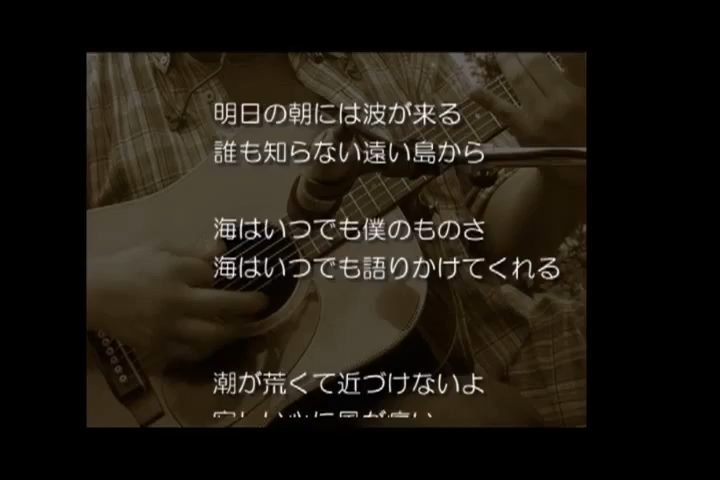 明日の朝には波が来る
誰も知らない遠い島から
海はいつでも僕のものさ
海はいつでも語りかけてくれる
潮が荒くて近づけないよ